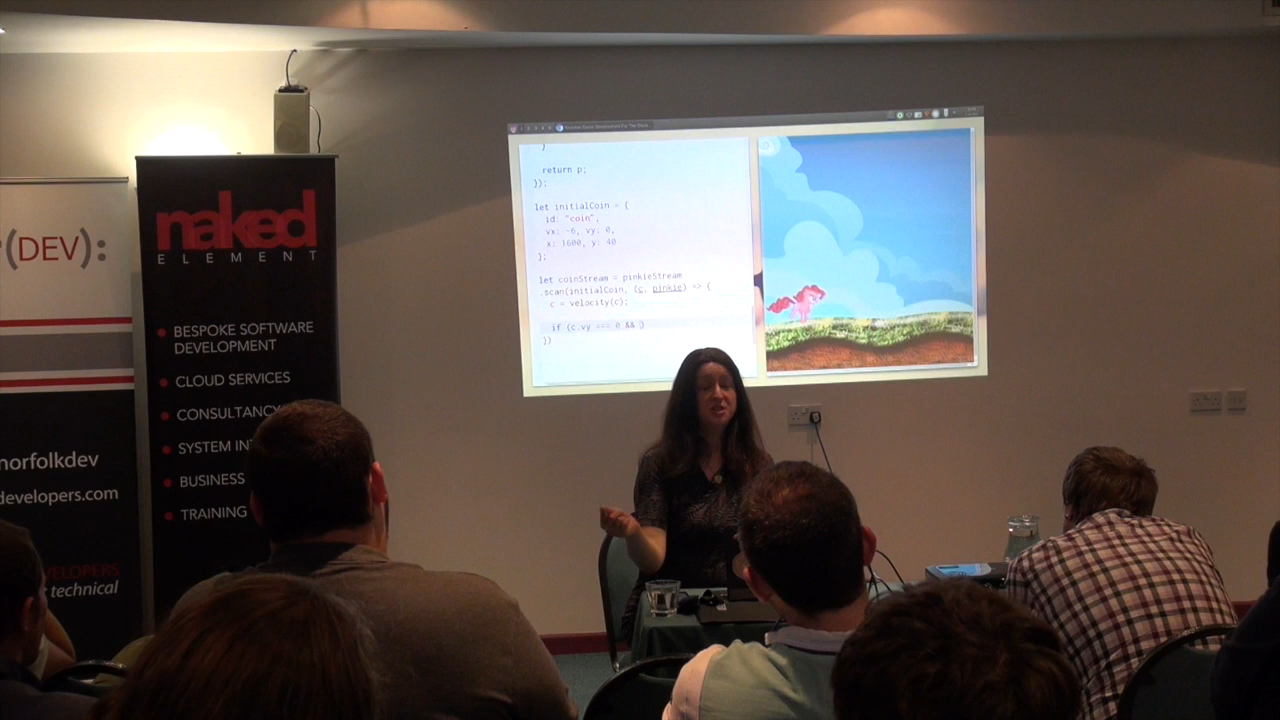 (DEV):
norfolkdev
developers.com
technical
naked
ELEMENT
BESPOKE SOFTWARE
DEVELOPMENT
CLOUD SERVICES
CONSULTANCY
SYSTEM
BUSINESS
TRAINING
}
return p;
});
let initialCoin = {
id: "coin",
vx: -6, vy: 0,
x: 1600, y: 40
};
let coinStream = pinkieStream
.scan(initialCoin, (c, pinkie) => {
c = velocity(c);
if (c.vy === 0 && )
})